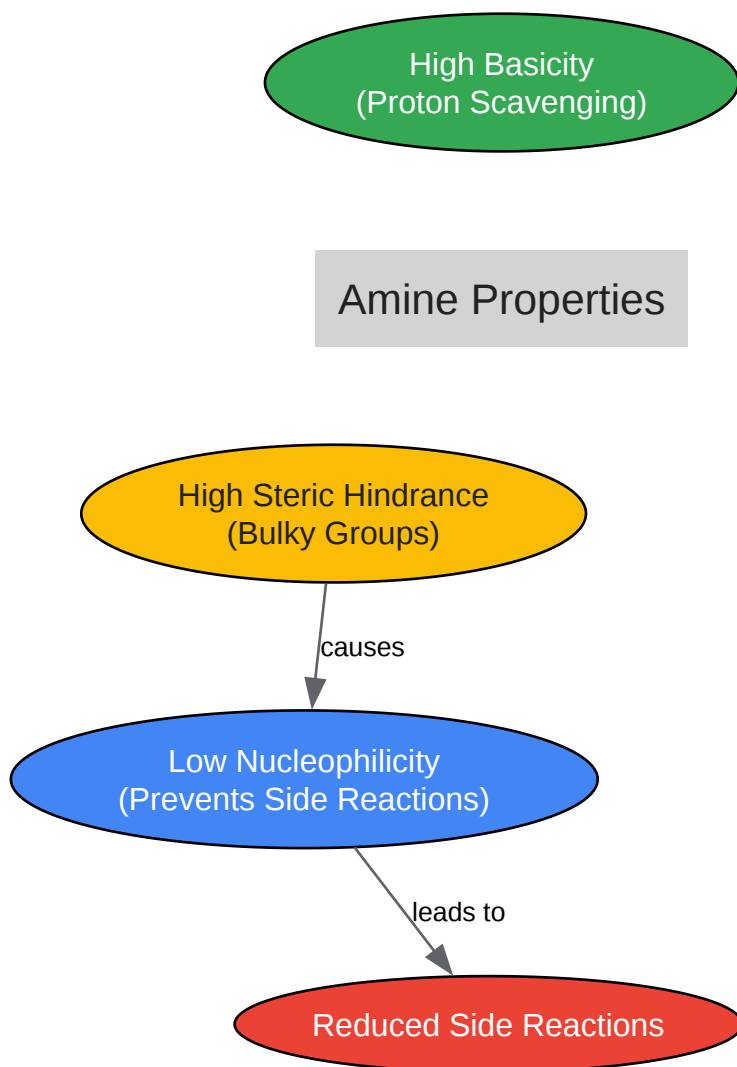 High Basicity
(Proton Scavenging)
Amine Properties
High Steric Hindrance
(Bulky Groups)
causes
Low Nucleophilicity
(Prevents Side Reactions)
leads to
Reduced Side Reactions